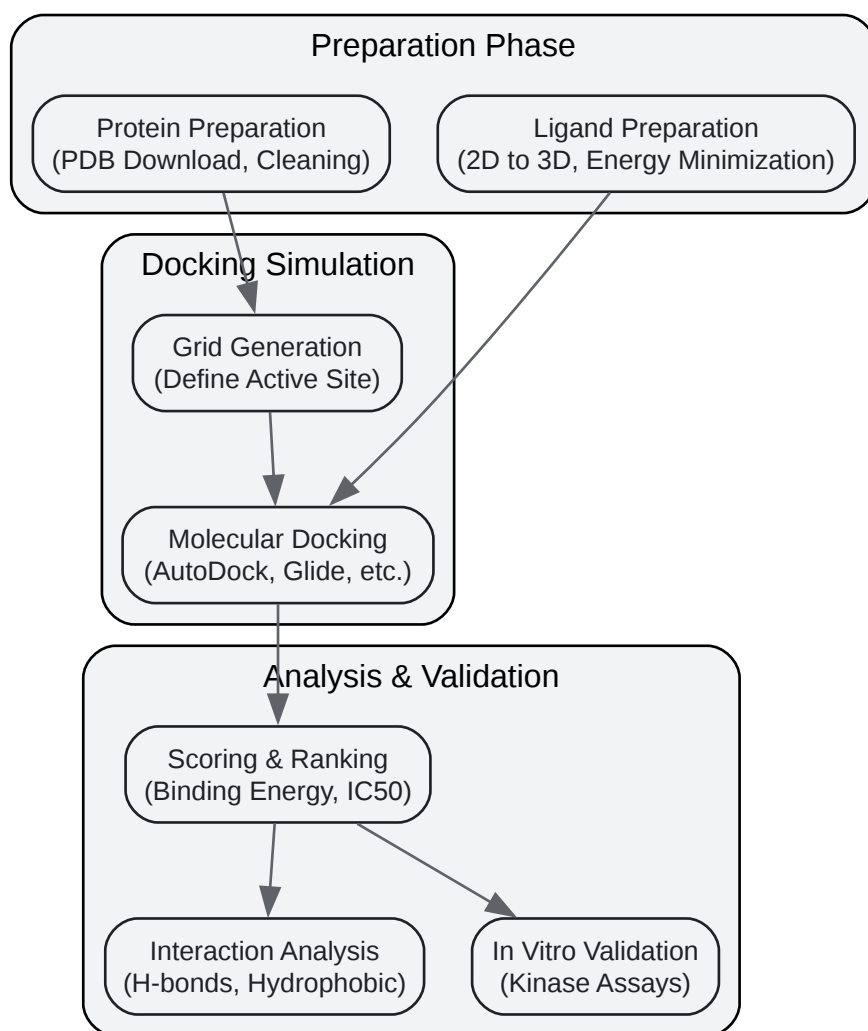 Preparation Phase
Protein Preparation
(PDB Download, Cleaning)
Ligand Preparation
(2D to 3D, Energy Minimization)
Docking Simulation
Grid Generation
(Define Active Site)
Molecular Docking
(AutoDock, Glide, etc.)
Analysis & Validation
Scoring & Ranking
(Binding Energy, IC50)
Interaction Analysis
(H-bonds, Hydrophobic)
In Vitro Validation
(Kinase Assays)